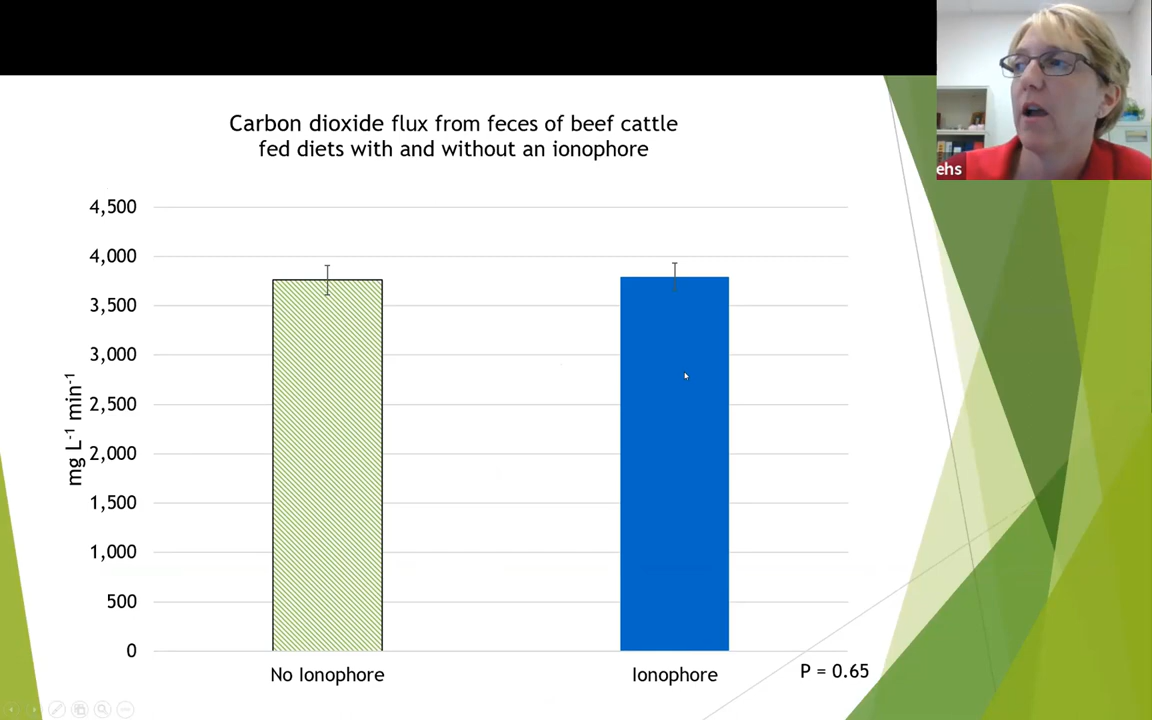 Carbon dioxide flux from feces of beef cattle
fed diets with and without an ionophore
ehs
4,500
4,000
3,500
3,000
2,500
2,000
1,500
1,000
500
0
mg L⁻¹ min⁻¹
No Ionophore
Ionophore
P = 0.65